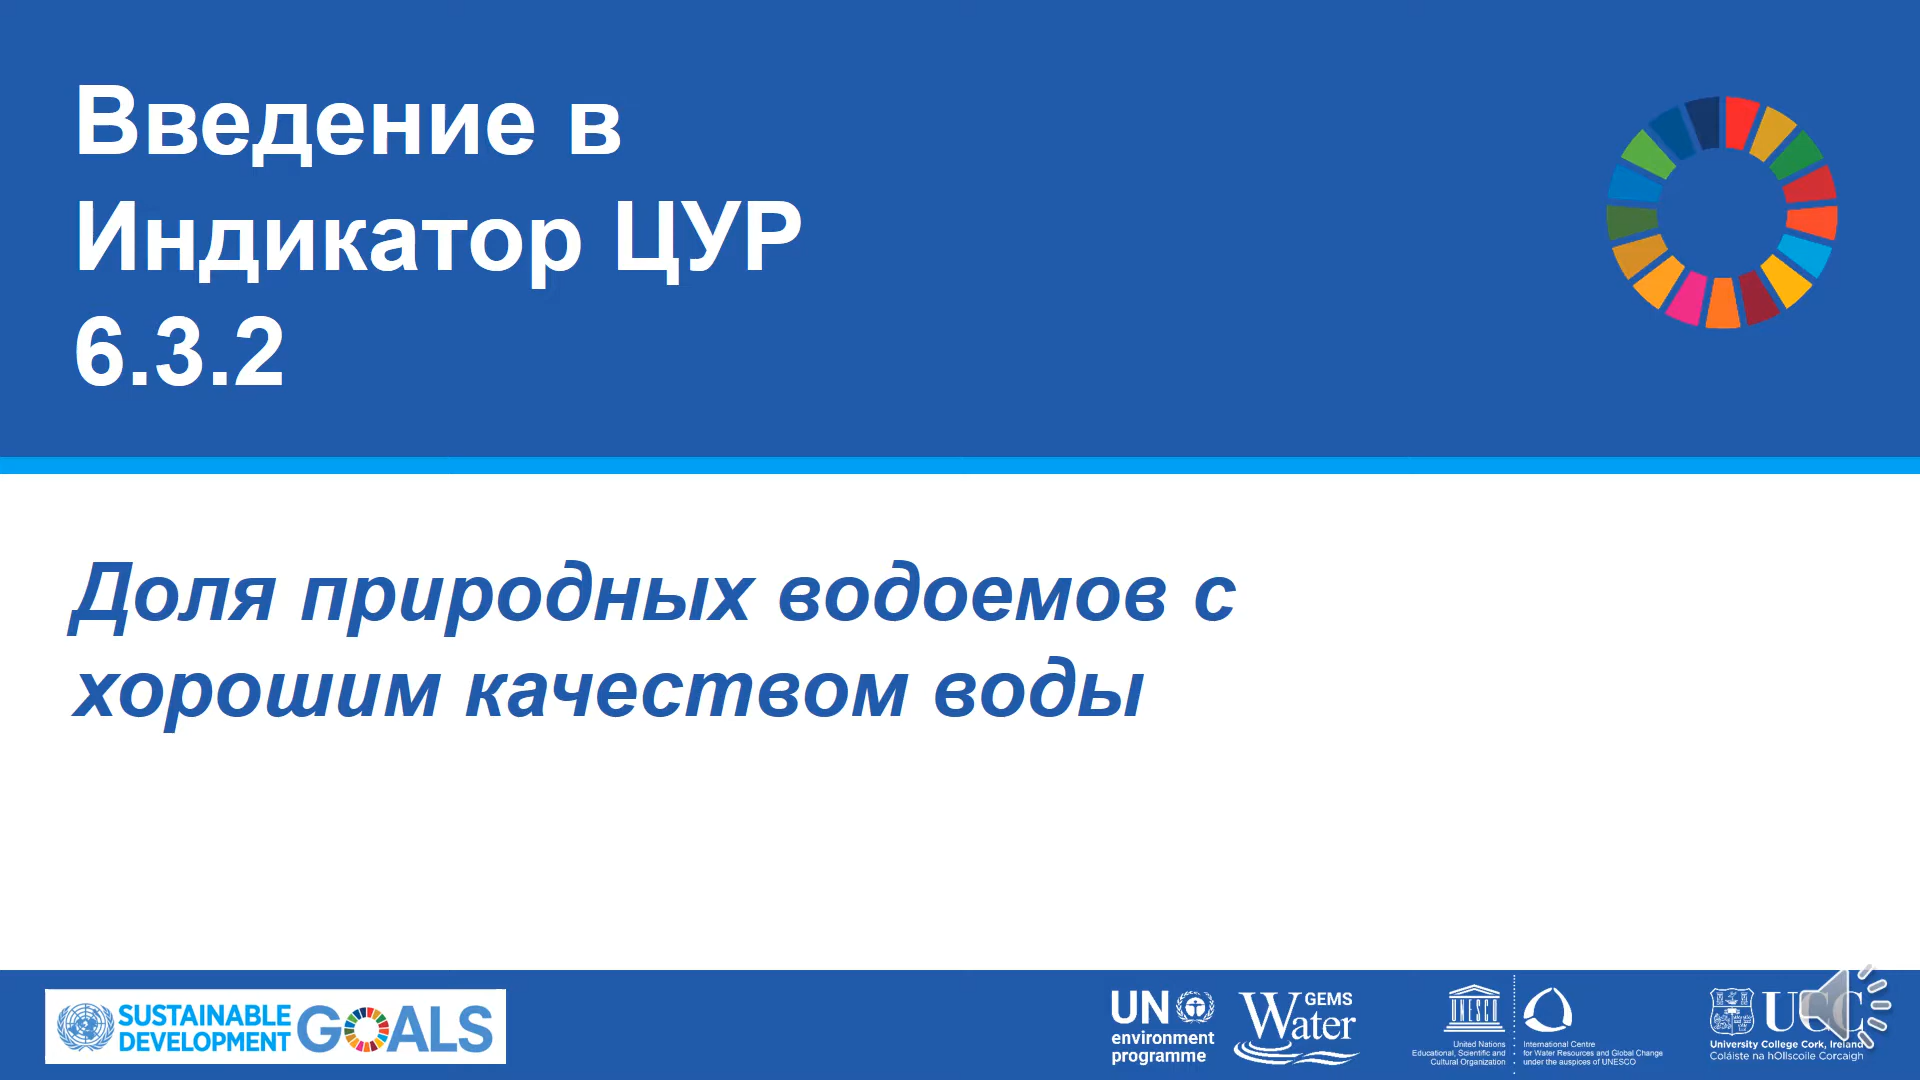 Введение в
Индикатор ЦУР
6.3.2
Доля природных водоемов с
хорошим качеством воды
SUSTAINABLE
DEVELOPMENT
GOALS
UN
environment
programme
GEMS
Water
UNESCO
United Nations
Educational, Scientific and
Cultural Organization
International Centre
for Water Resources and Global Change
under the auspices of UNESCO
UCC
University College Cork, Ireland
Coláiste na hOllscoile Corcaigh